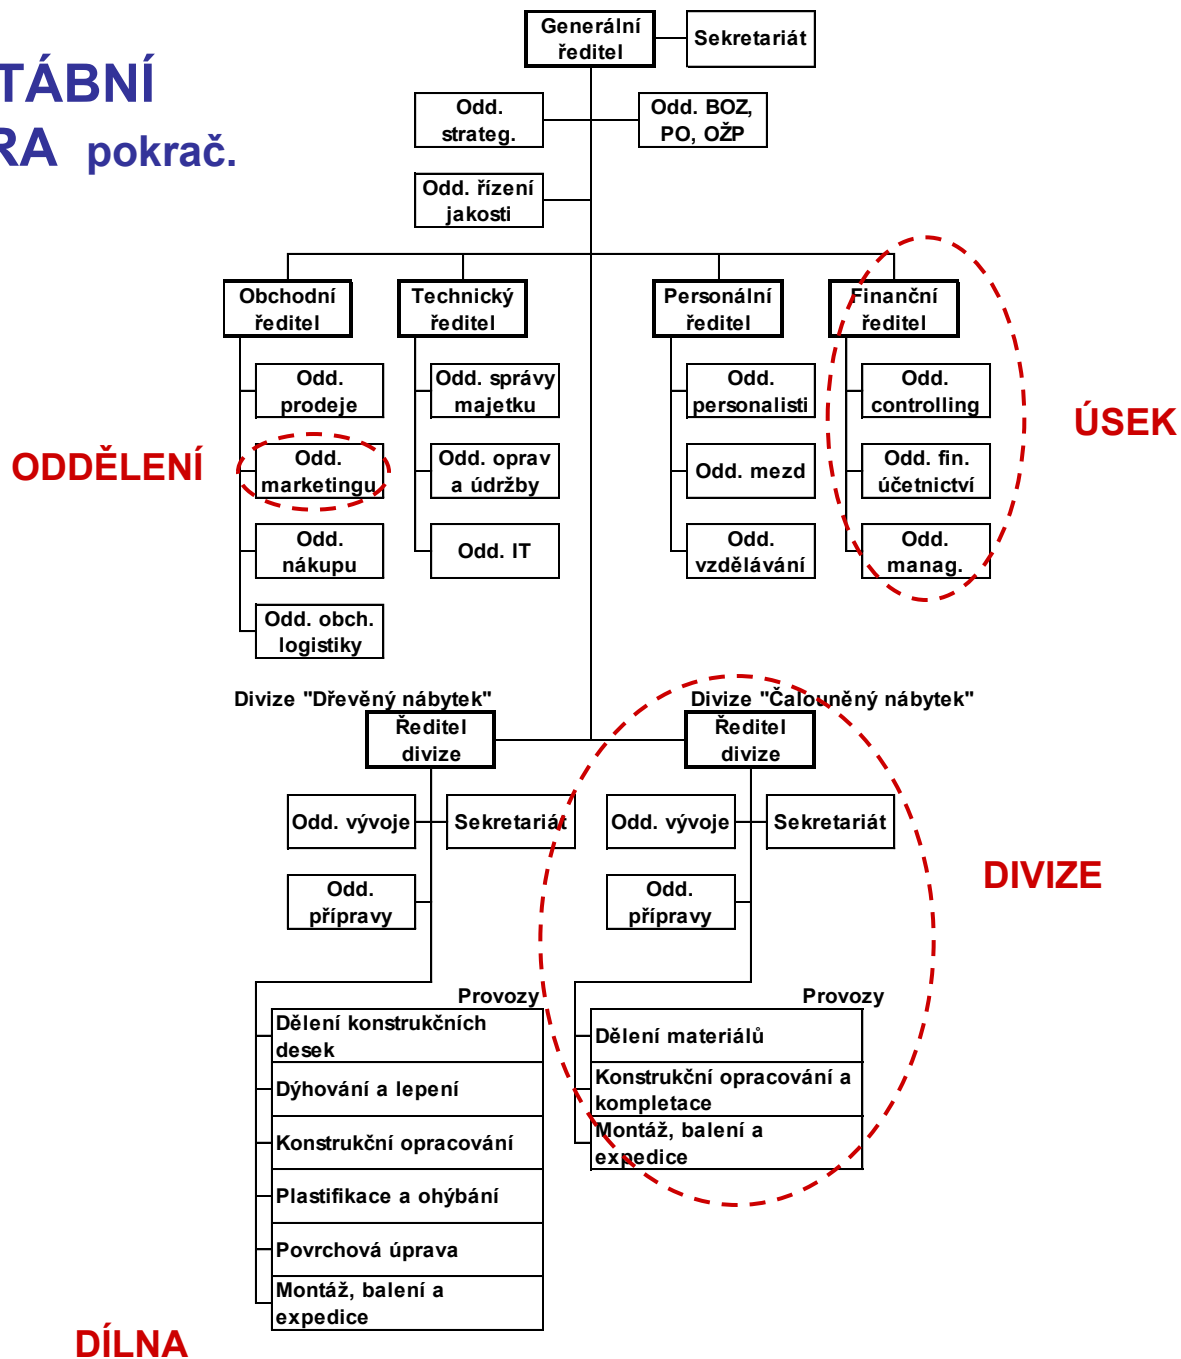 TÁBNÍ
RA pokrač.
Generální
ředitel
Sekretariát
Odd.
strateg.
Odd. BOZ,
PO, OŽP
Odd. řízení
jakosti
Obchodní
ředitel
Technický
ředitel
Personální
ředitel
Finanční
ředitel
Odd.
prodeje
Odd. správy
majetku
Odd.
personalisti
Odd.
controlling
ÚSEK
ODDĚLENÍ
Odd.
marketingu
Odd. oprav
a údržby
Odd. mezd
Odd. fin.
účetnictví
Odd.
nákupu
Odd. IT
Odd.
vzdělávání
Odd.
manag.
Odd. obch.
logistiky
Divize "Dřevěný nábytek"
Divize "Čalouněný nábytek"
Ředitel
divize
Ředitel
divize
Odd. vývoje
Sekretariát
Odd. vývoje
Sekretariát
DIVIZE
Odd.
přípravy
Odd.
přípravy
Provozy
Dělení konstrukčních
desek
Dýhování a lepení
Konstrukční opracování
Plastifikace a ohýbání
Povrchová úprava
Montáž, balení a
expedice
Provozy
Dělení materiálů
Konstrukční opracování a
kompletace
Montáž, balení a
expedice
DÍLNA